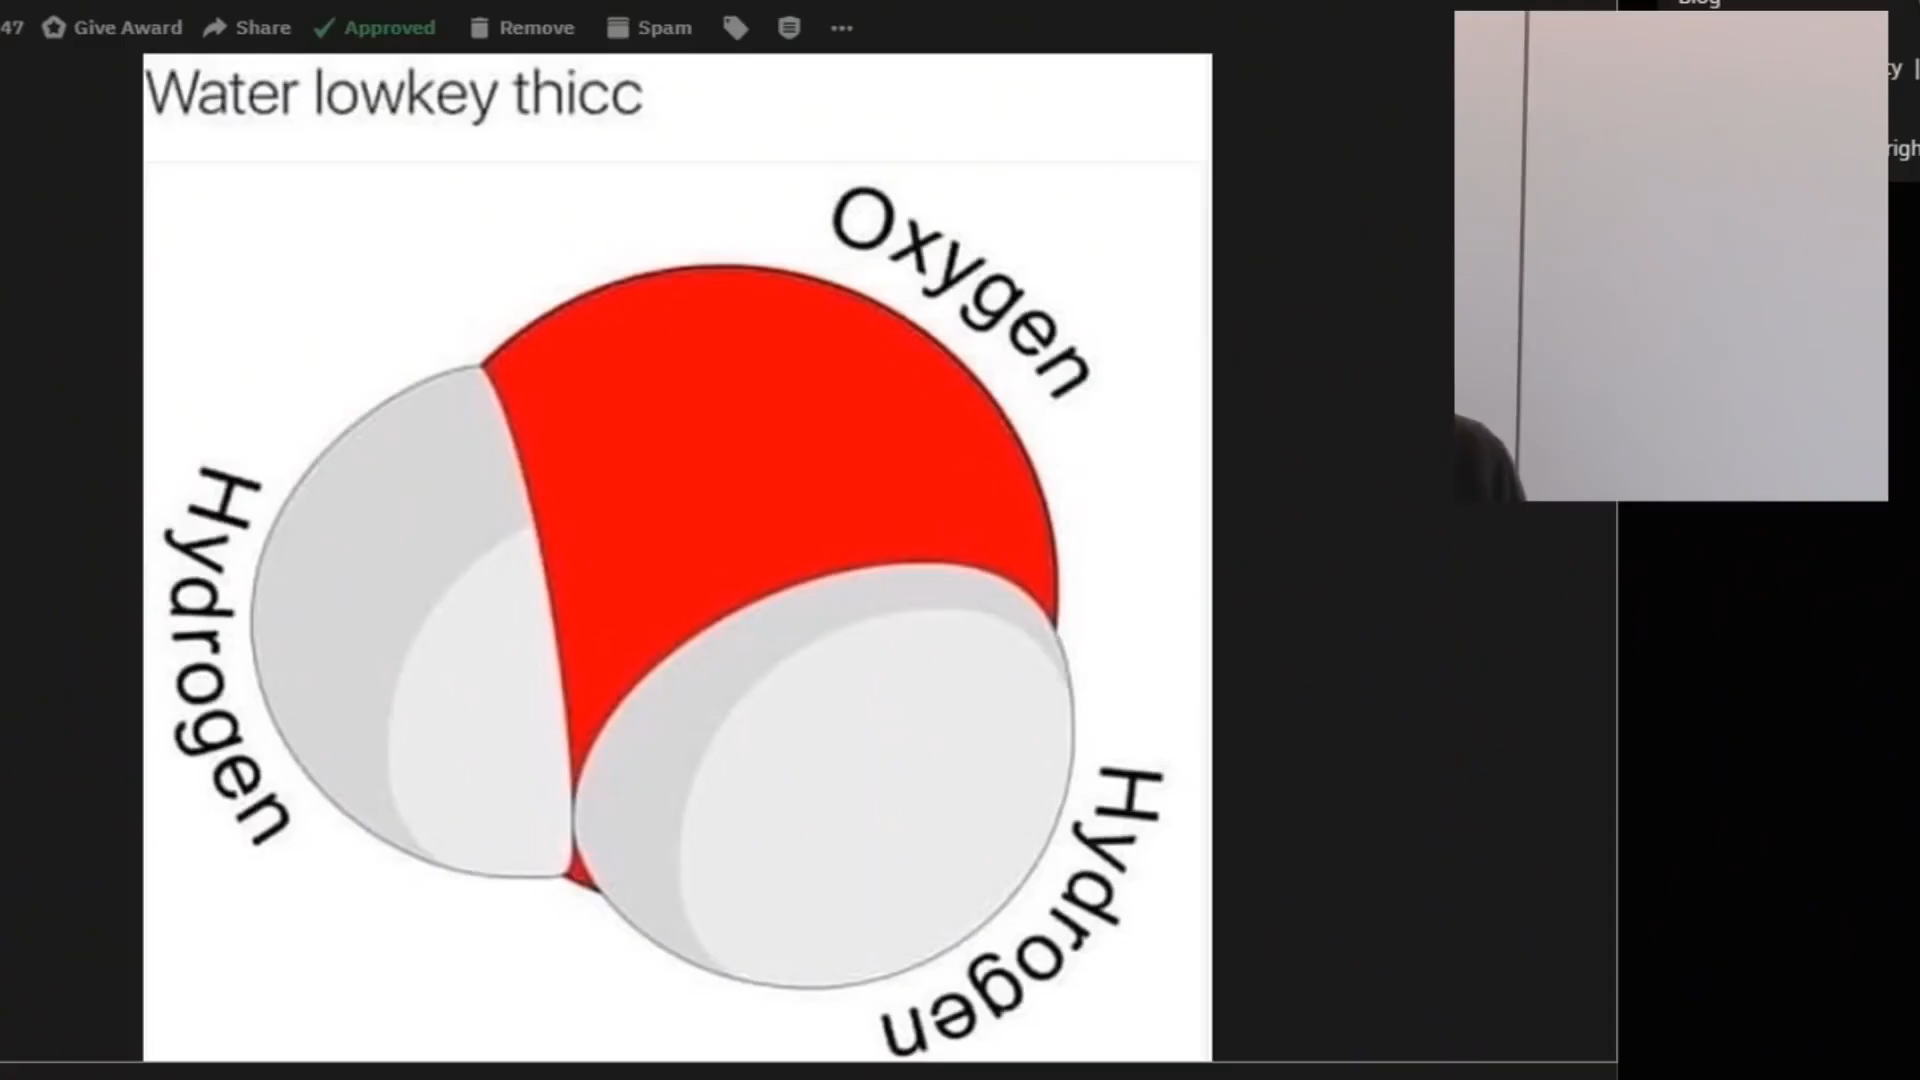 47 Give Award Share Approved Remove Spam
Water lowkey thicc
Oxygen
Hydrogen
Hydrogen